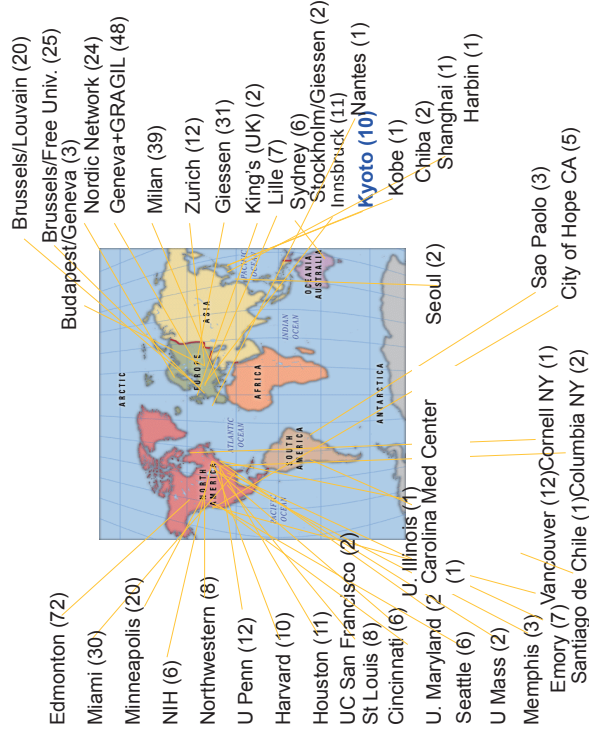 Edmonton (72)
Miami (30)
Minneapolis (20)
NIH (6)
Northwestern (8)
U Penn (12)
Harvard (10)
Houston (11)
UC San Francisco (2)
St Louis (8)
Cincinnati (6)
U. Maryland (2
Seattle (6)
U Mass (2)
Memphis (3)
Emory (7)
Santiago de Chile (1)
Columbia NY (2)
Vancouver (12)
Cornell NY (1)
U. Illinois (1)
Carolina Med Center
(1)
Sao Paolo (3)
City of Hope CA (5)
Seoul (2)
Brussels/Louvain (20)
Brussels/Free Univ. (25)
Budapest/Geneva (3)
Nordic Network (24)
Geneva+GRAGIL (48)
Milan (39)
Zurich (12)
Giessen (31)
King's (UK) (2)
Lille (7)
Sydney (6)
Stockholm/Giessen (2)
Innsbruck (11)
Nantes (1)
Kyoto (10)
Kobe (1)
Chiba (2)
Shanghai (1)
Harbin (1)
ARCTIC
NORTH
AMERICA
EUROPE
ASIA
ATLANTIC
OCEAN
PACIFIC
OCEAN
PACIFIC
OCEAN
AFRICA
INDIAN
OCEAN
SOUTH
AMERICA
OCEANIA
AUSTRALIA
ANTARCTICA